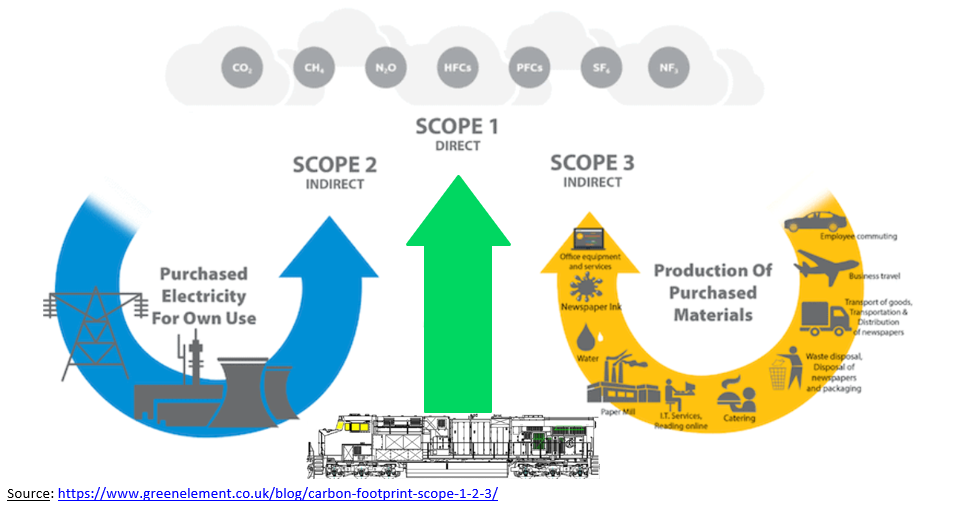 CO₂
CH₄
N₂O
HFCs
PFCs
SF₆
NF₃
SCOPE 1
DIRECT
SCOPE 2
INDIRECT
SCOPE 3
INDIRECT
Purchased
Electricity
For Own Use
Production Of
Purchased
Materials
Office equipment
and services
Newspaper Ink
Water
Paper Mill
I.T. Services,
Reading online
Catering
Waste disposal,
Disposal of
newspapers
and packaging
Transport of goods,
Transportation &
Distribution
of newspapers
Business travel
Employee commuting
Source: https://www.greenelement.co.uk/blog/carbon-footprint-scope-1-2-3/